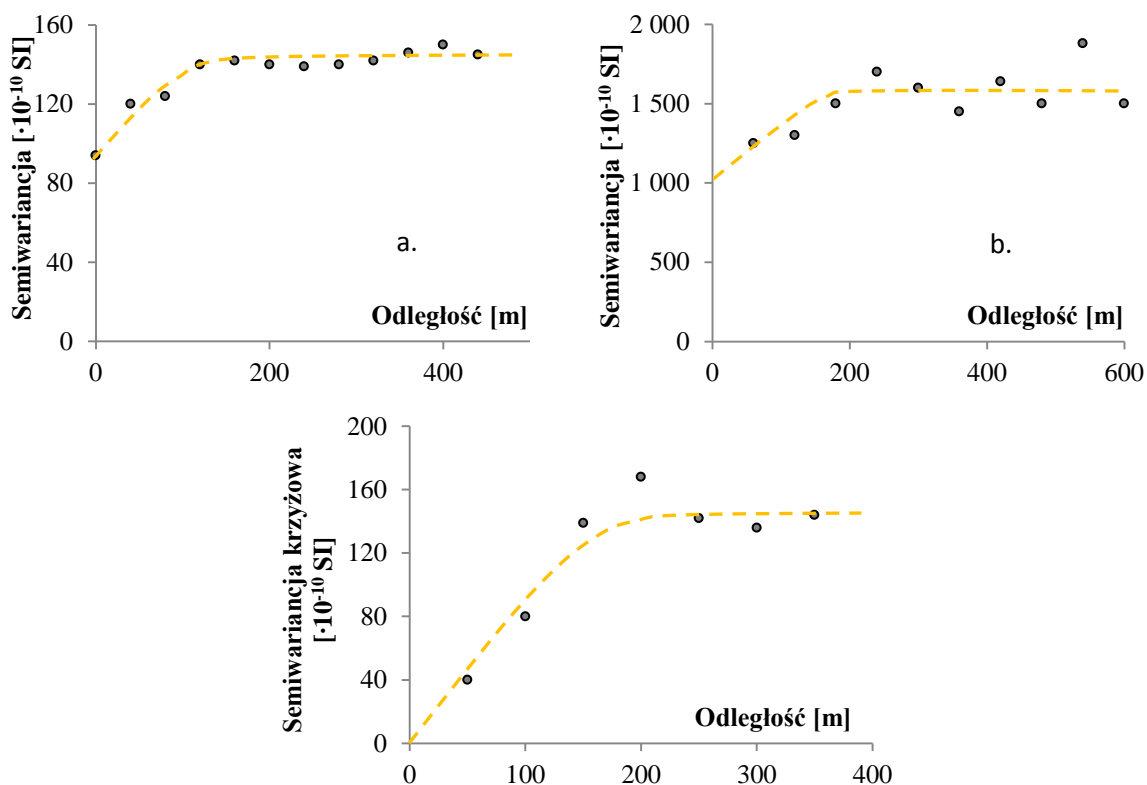 Semiwariancja [·10⁻¹⁰ SI]
160
120
80
40
0
a.
Odległość [m]
0 200 400
Semiwariancja [·10⁻¹⁰ SI]
2 000
1 500
1 000
500
0
b.
Odległość [m]
0 200 400 600
Semiwariancja krzyżowa
[·10⁻¹⁰ SI]
200
160
120
80
40
0
Odległość [m]
0 100 200 300 400